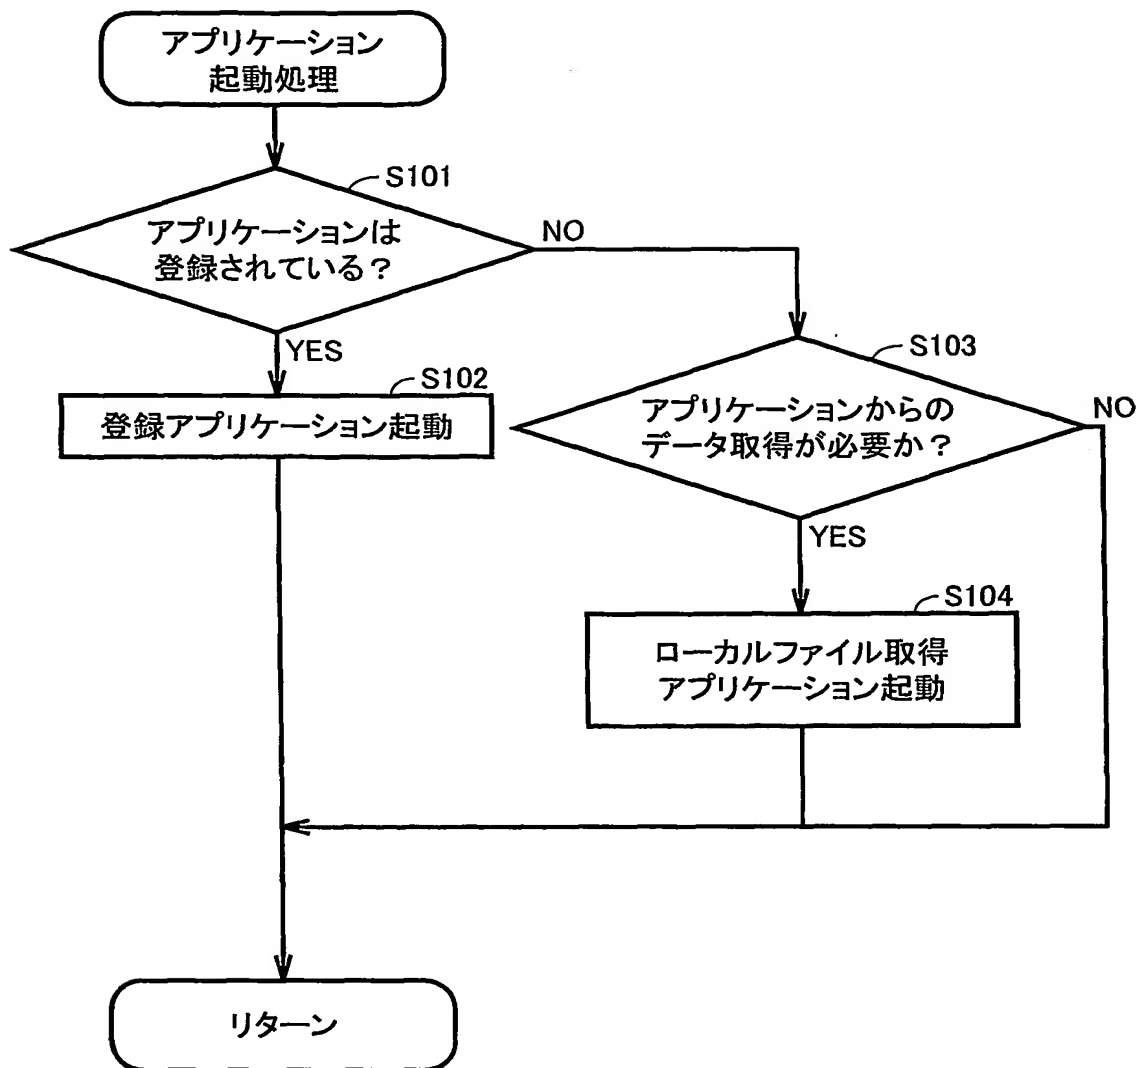 アプリケーション
起動処理
S101
アプリケーションは
登録されている？
NO
YES
S102
登録アプリケーション起動
S103
アプリケーションからの
データ取得が必要か？
NO
YES
S104
ローカルファイル取得
アプリケーション起動
リターン